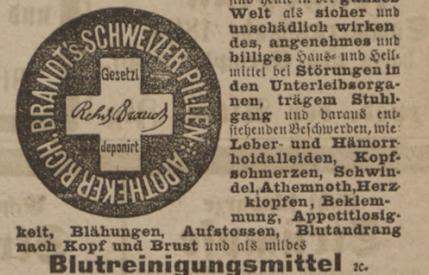 APOTHEKER RICH. BRANDT'S SCHWEIZER PILLEN
Gesetzl
Rchd Brandt
deponirt
Welt als sicher und
unschädlich wirken
des, angenehmes und
billiges Haus- und Heil-
mittel bei Störungen in
den Unterleibsorga-
nen, trägem Stuhl-
gang und daraus ent-
stehenden Beschwerden, wie:
Leber- und Hämorr-
hoidalleiden, Kopf-
schmerzen, Schwin-
del, Athemnoth, Herz-
klopfen, Beklem-
mung, Appetitlosig-
keit, Blähungen, Aufstossen, Blutandrang
nach Kopf und Brust und als mildes
Blutreinigungsmittel ꝛc.